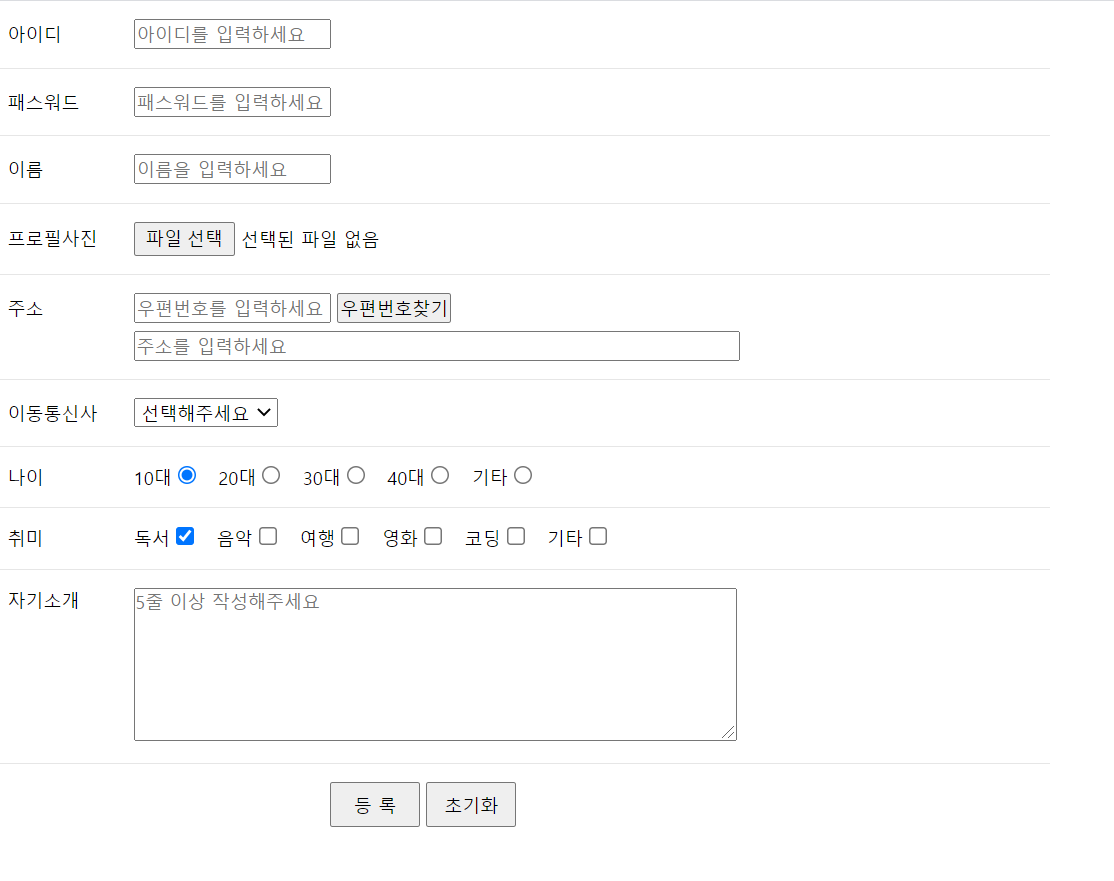 아이디 아이디를 입력하세요
패스워드 패스워드를 입력하세요
이름 이름을 입력하세요
프로필사진 파일 선택 선택된 파일 없음
주소 우편번호를 입력하세요 우편번호찾기
주소를 입력하세요
이동통신사 선택해주세요
나이 10대 20대 30대 40대 기타
취미 독서 음악 여행 영화 코딩 기타
자기소개 5줄 이상 작성해주세요
등 록 초기화